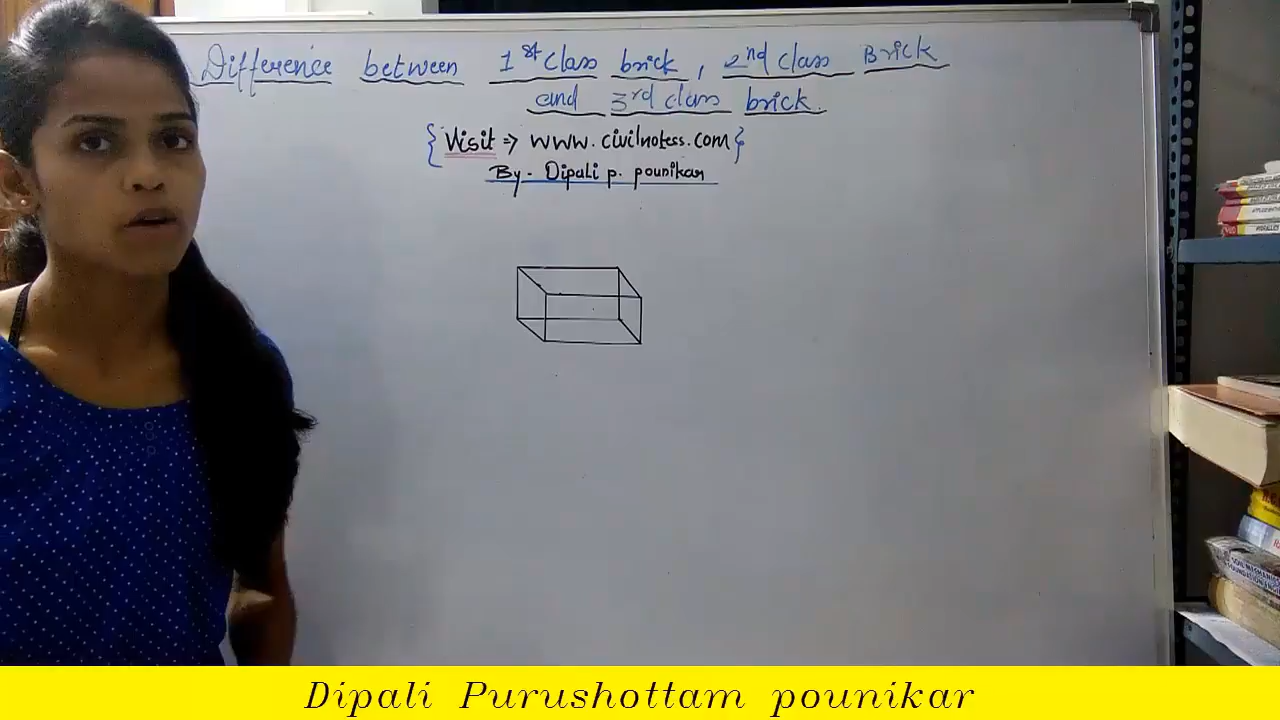 Difference between 1st class brick, 2nd class Brick
and 3rd class brick.
{Visit => www.civilnotess.com}
By - Dipali p. pounikar
Dipali Purushottam pounikar